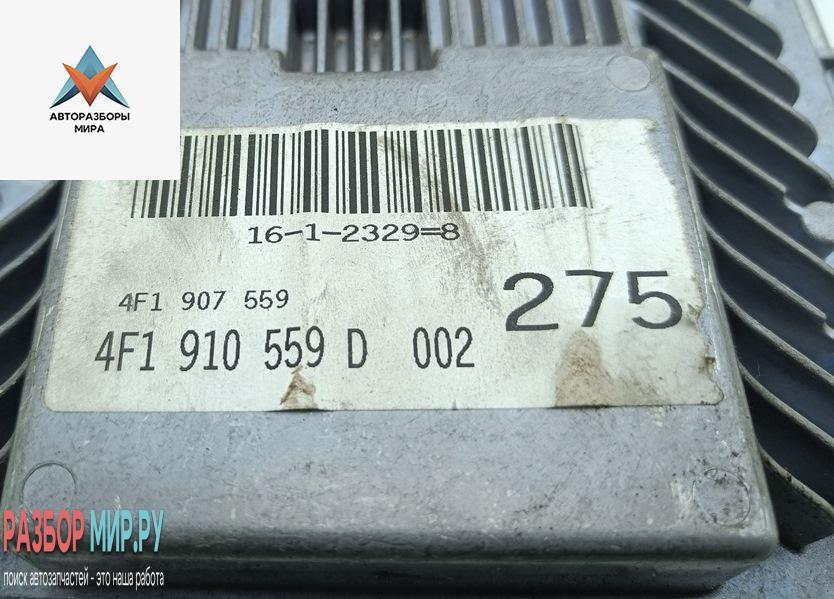 АВТОРАЗБОРЫ
МИРА
16-1-2329=8
4F1 907 559
275
4F1 910 559 D 002
РАЗБОР МИР.РУ
поиск автозапчастей - это наша работа